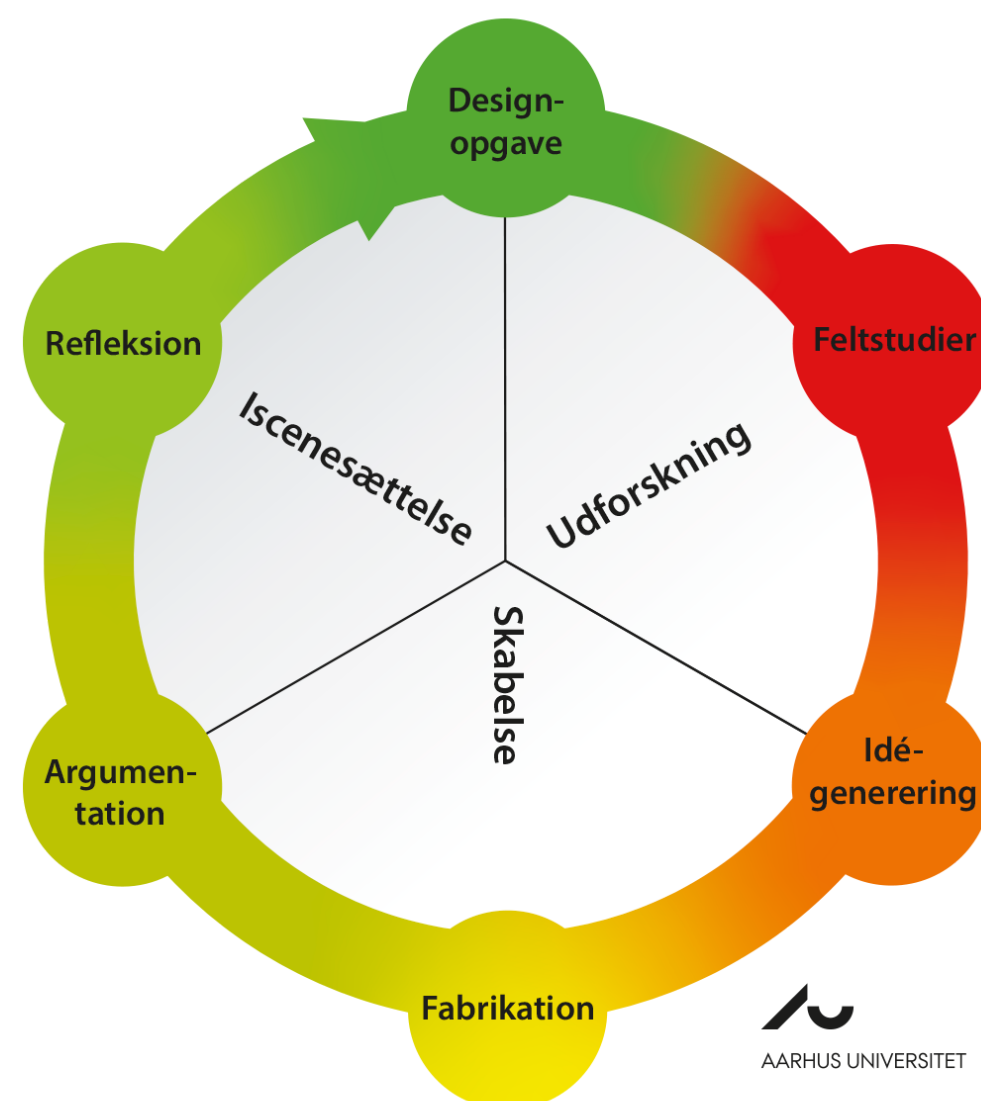 Design-
opgave
Feltstudier
Idé-
generering
Fabrikation
Argumen-
tation
Refleksion
Iscenesættelse
Udforskning
Skabelse
AARHUS UNIVERSITET